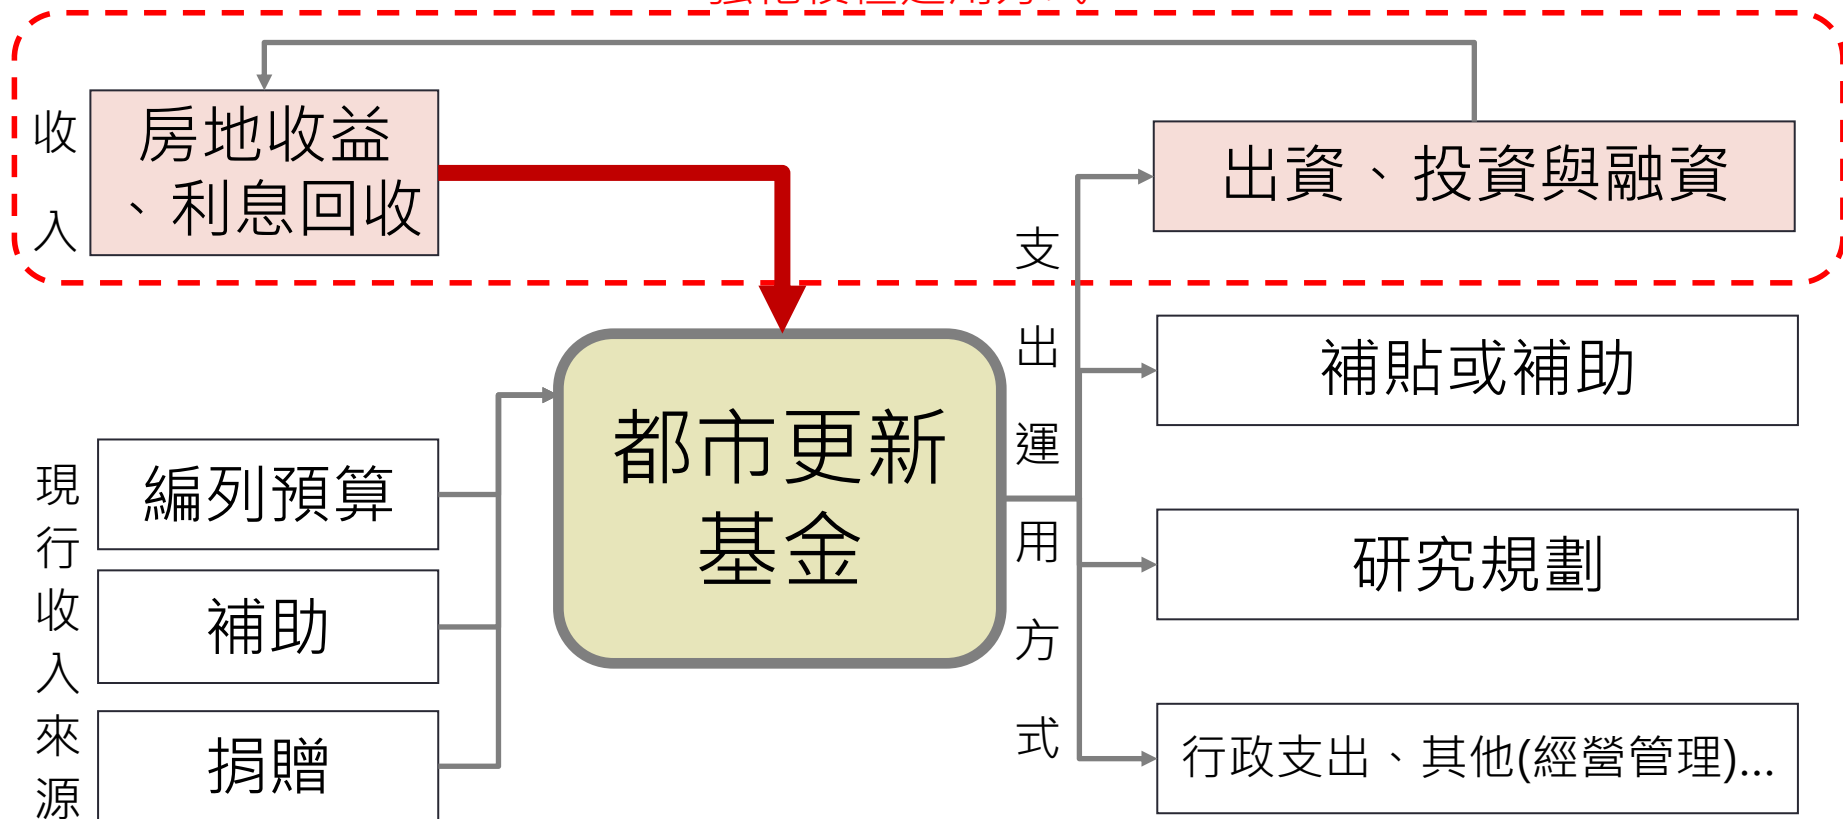 收入
房地收益
、利息回收
出資、投資與融資
支出運用方式
補貼或補助
都市更新
基金
現行收入來源
編列預算
補助
捐贈
研究規劃
行政支出、其他(經營管理)...